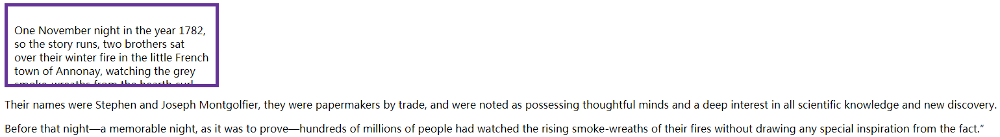 One November night in the year 1782,
so the story runs, two brothers sat
over their winter fire in the little French
town of Annonay, watching the grey
smoke-wreaths from the hearth curl
Their names were Stephen and Joseph Montgolfier, they were papermakers by trade, and were noted as possessing thoughtful minds and a deep interest in all scientific knowledge and new discovery.
Before that night—a memorable night, as it was to prove—hundreds of millions of people had watched the rising smoke-wreaths of their fires without drawing any special inspiration from the fact.”